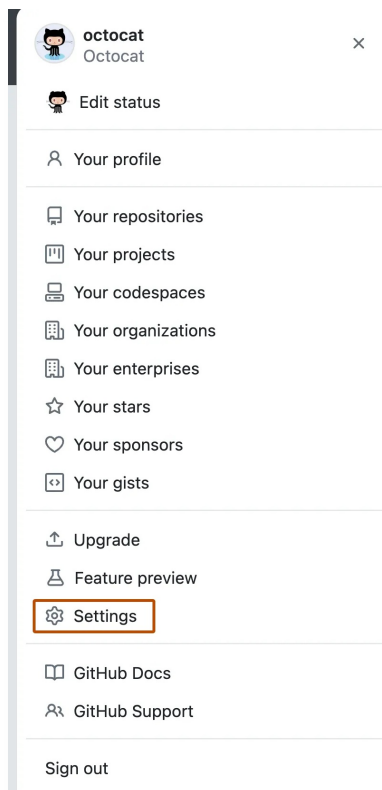 octocat
Octocat
Edit status
Your profile
Your repositories
Your projects
Your codespaces
Your organizations
Your enterprises
Your stars
Your sponsors
Your gists
Upgrade
Feature preview
Settings
GitHub Docs
GitHub Support
Sign out